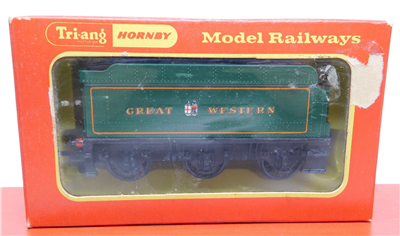 Tri-ang HORNBY Model Railways
GREAT WESTERN